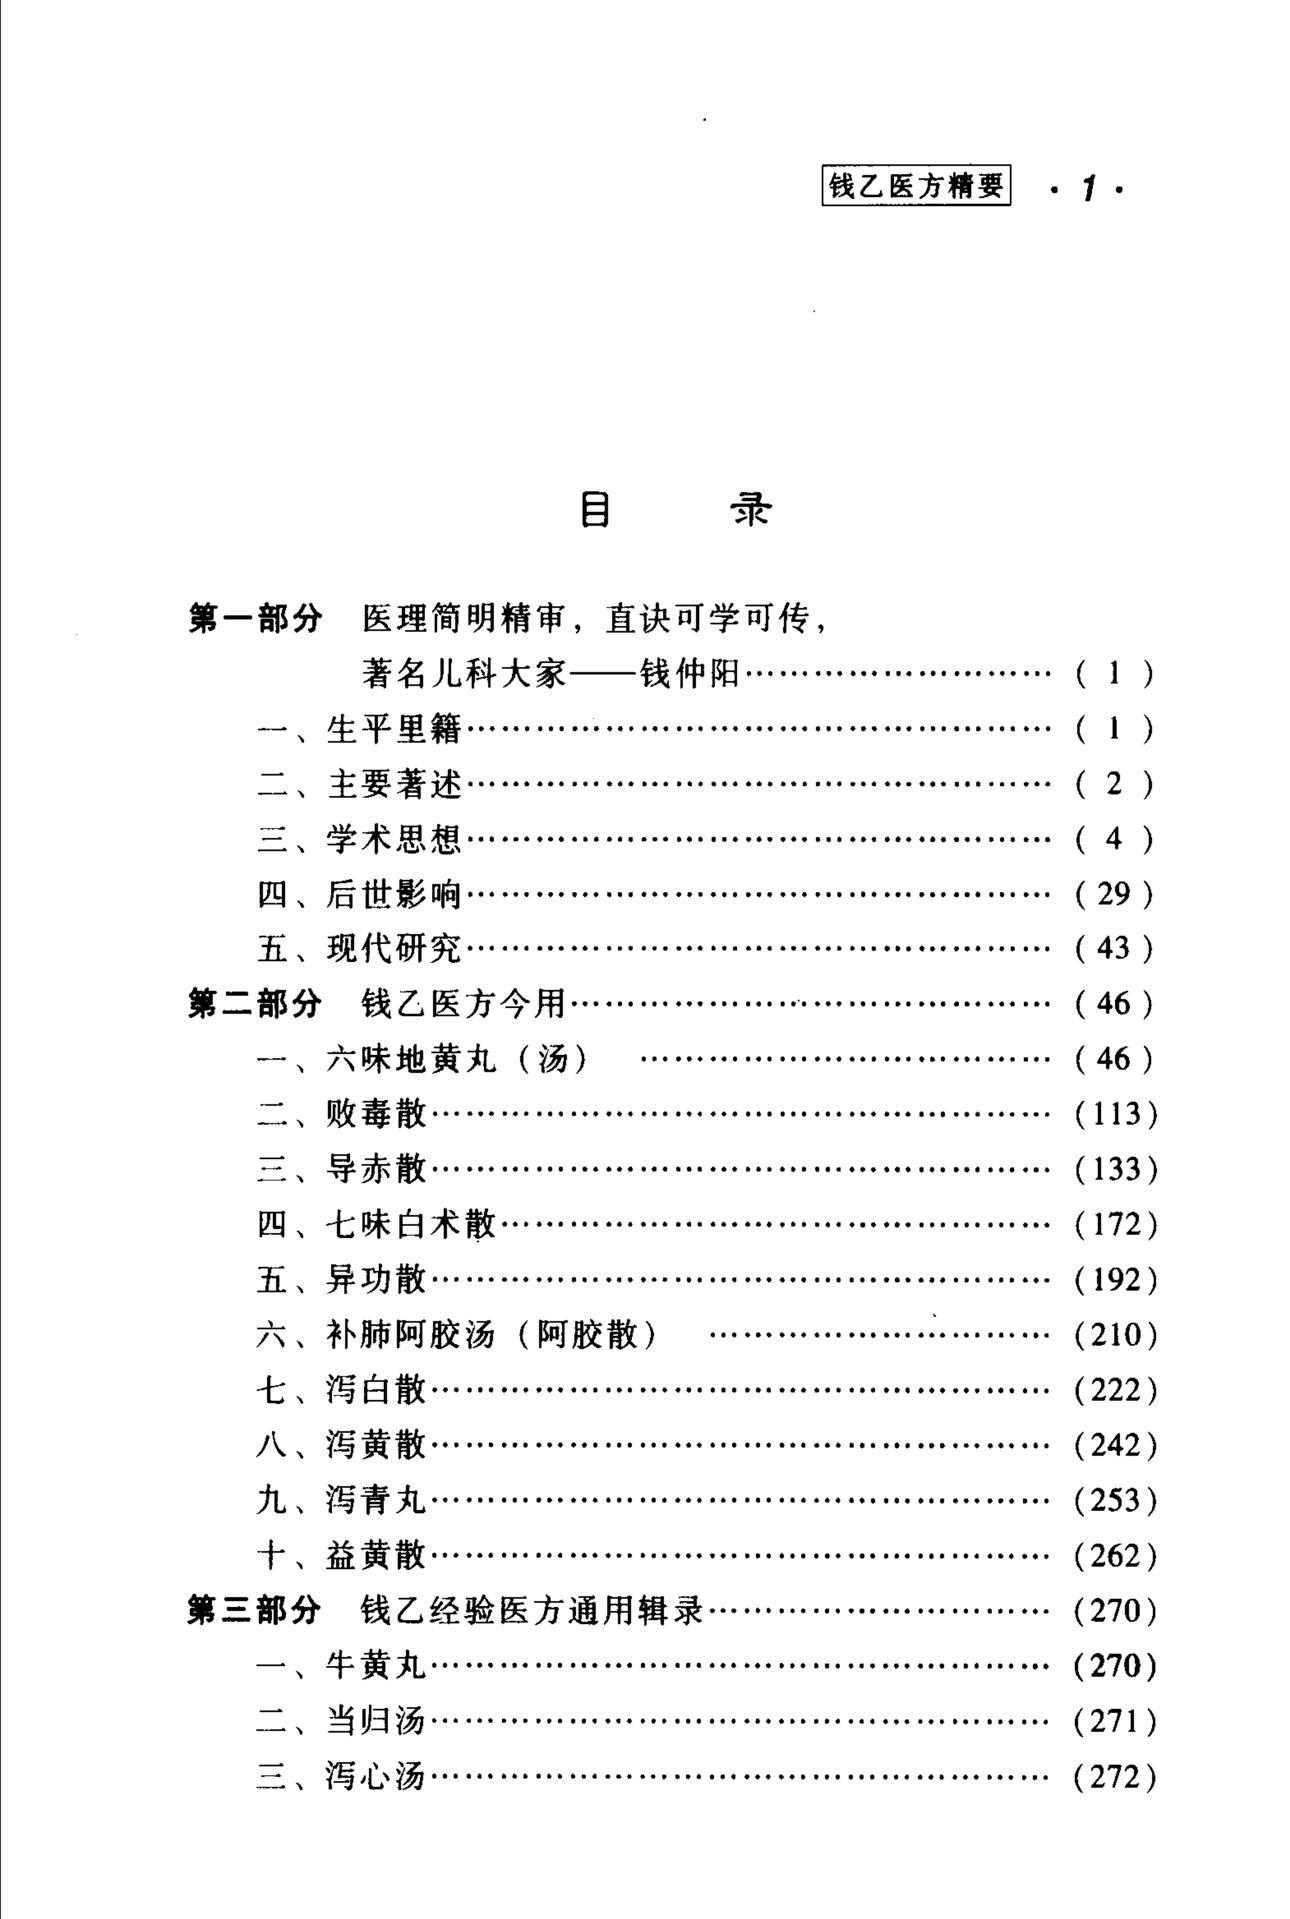 钱乙医方精要 · 1 ·
目 录
第一部分 医理简明精审，直诀可学可传，
著名儿科大家——钱仲阳…………………… ( 1 )
一、生平里籍…………………………………… ( 1 )
二、主要著述…………………………………… ( 2 )
三、学术思想…………………………………… ( 4 )
四、后世影响…………………………………… ( 29 )
五、现代研究…………………………………… ( 43 )
第二部分 钱乙医方今用……………………………… ( 46 )
一、六味地黄丸（汤） ………………………… ( 46 )
二、败毒散……………………………………… (113)
三、导赤散……………………………………… (133)
四、七味白术散………………………………… (172)
五、异功散……………………………………… (192)
六、补肺阿胶汤（阿胶散） …………………… (210)
七、泻白散……………………………………… (222)
八、泻黄散……………………………………… (242)
九、泻青丸……………………………………… (253)
十、益黄散……………………………………… (262)
第三部分 钱乙经验医方通用辑录…………………… (270)
一、牛黄丸……………………………………… (270)
二、当归汤……………………………………… (271)
三、泻心汤……………………………………… (272)